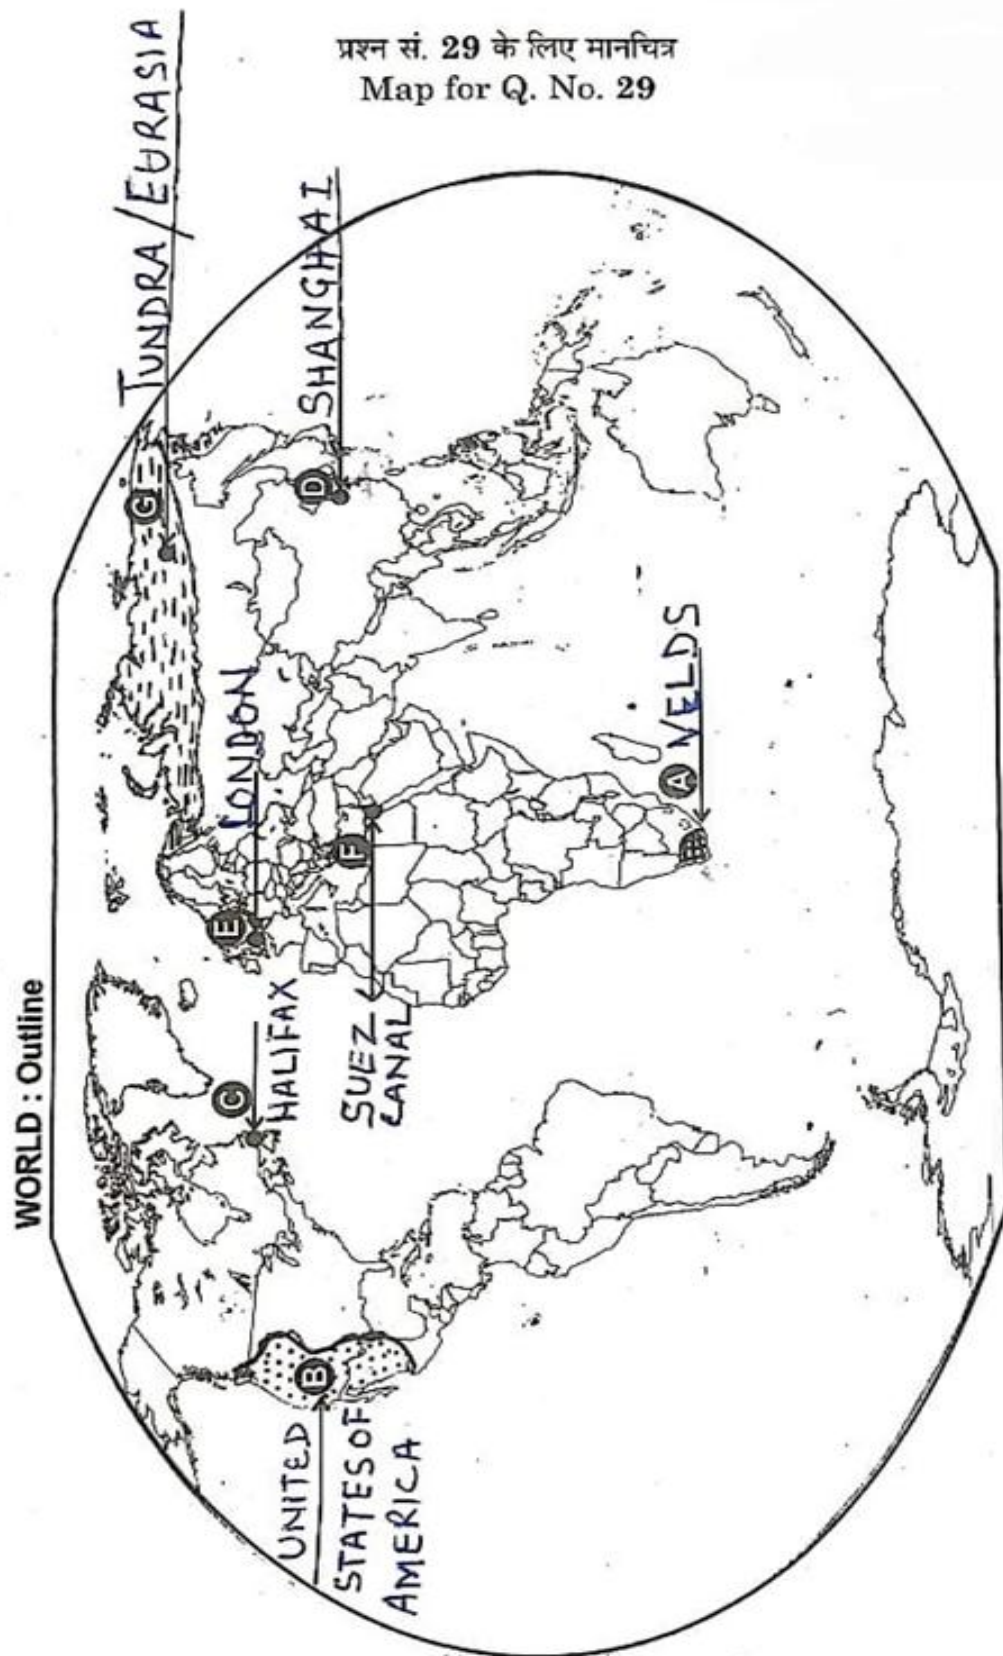 प्रश्न सं. 29 के लिए मानचित्र
Map for Q. No. 29
WORLD : Outline
TUNDRA/EURASIA
G
SHANGHAI
D
LONDON
E
C
HALIFAX
F
SUEZ
CANAL
A
VELDS
B
UNITED
STATES OF
AMERICA